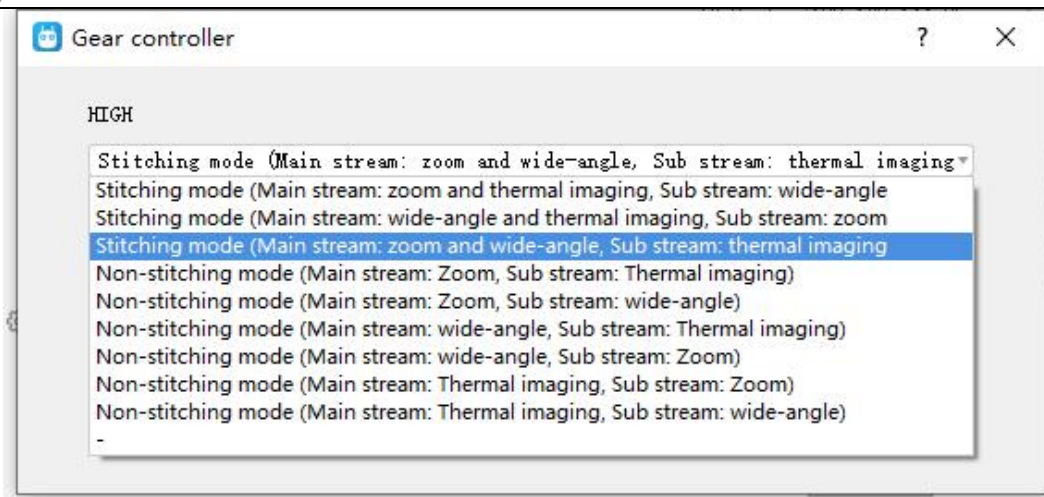 Gear controller
?
HIGH
Stitching mode (Main stream: zoom and wide-angle, Sub stream: thermal imaging
Stitching mode (Main stream: zoom and thermal imaging, Sub stream: wide-angle
Stitching mode (Main stream: wide-angle and thermal imaging, Sub stream: zoom
Stitching mode (Main stream: zoom and wide-angle, Sub stream: thermal imaging
Non-stitching mode (Main stream: Zoom, Sub stream: Thermal imaging)
Non-stitching mode (Main stream: Zoom, Sub stream: wide-angle)
Non-stitching mode (Main stream: wide-angle, Sub stream: Thermal imaging)
Non-stitching mode (Main stream: wide-angle, Sub stream: Zoom)
Non-stitching mode (Main stream: Thermal imaging, Sub stream: Zoom)
Non-stitching mode (Main stream: Thermal imaging, Sub stream: wide-angle)
-